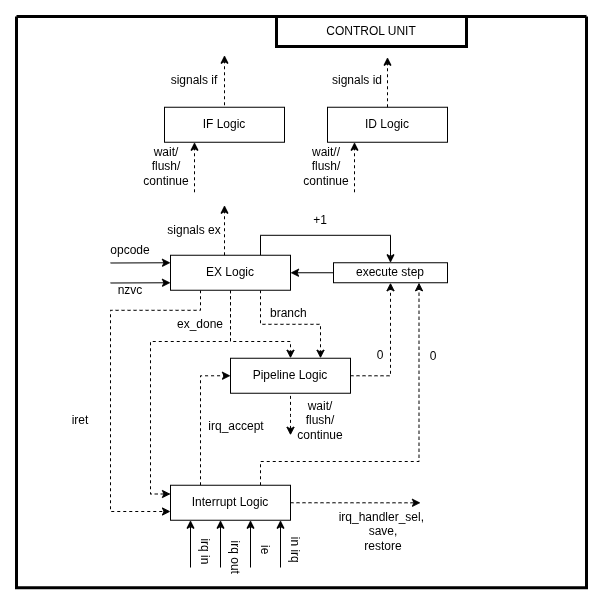 CONTROL UNIT
signals if
signals id
IF Logic
ID Logic
wait/
flush/
continue
wait//
flush/
continue
signals ex
+1
opcode
EX Logic
execute step
nzvc
ex_done
branch
0
0
Pipeline Logic
wait/
flush/
continue
iret
irq_accept
Interrupt Logic
irq_handler_sel,
save,
restore
irq in
irq out
ie
in irq